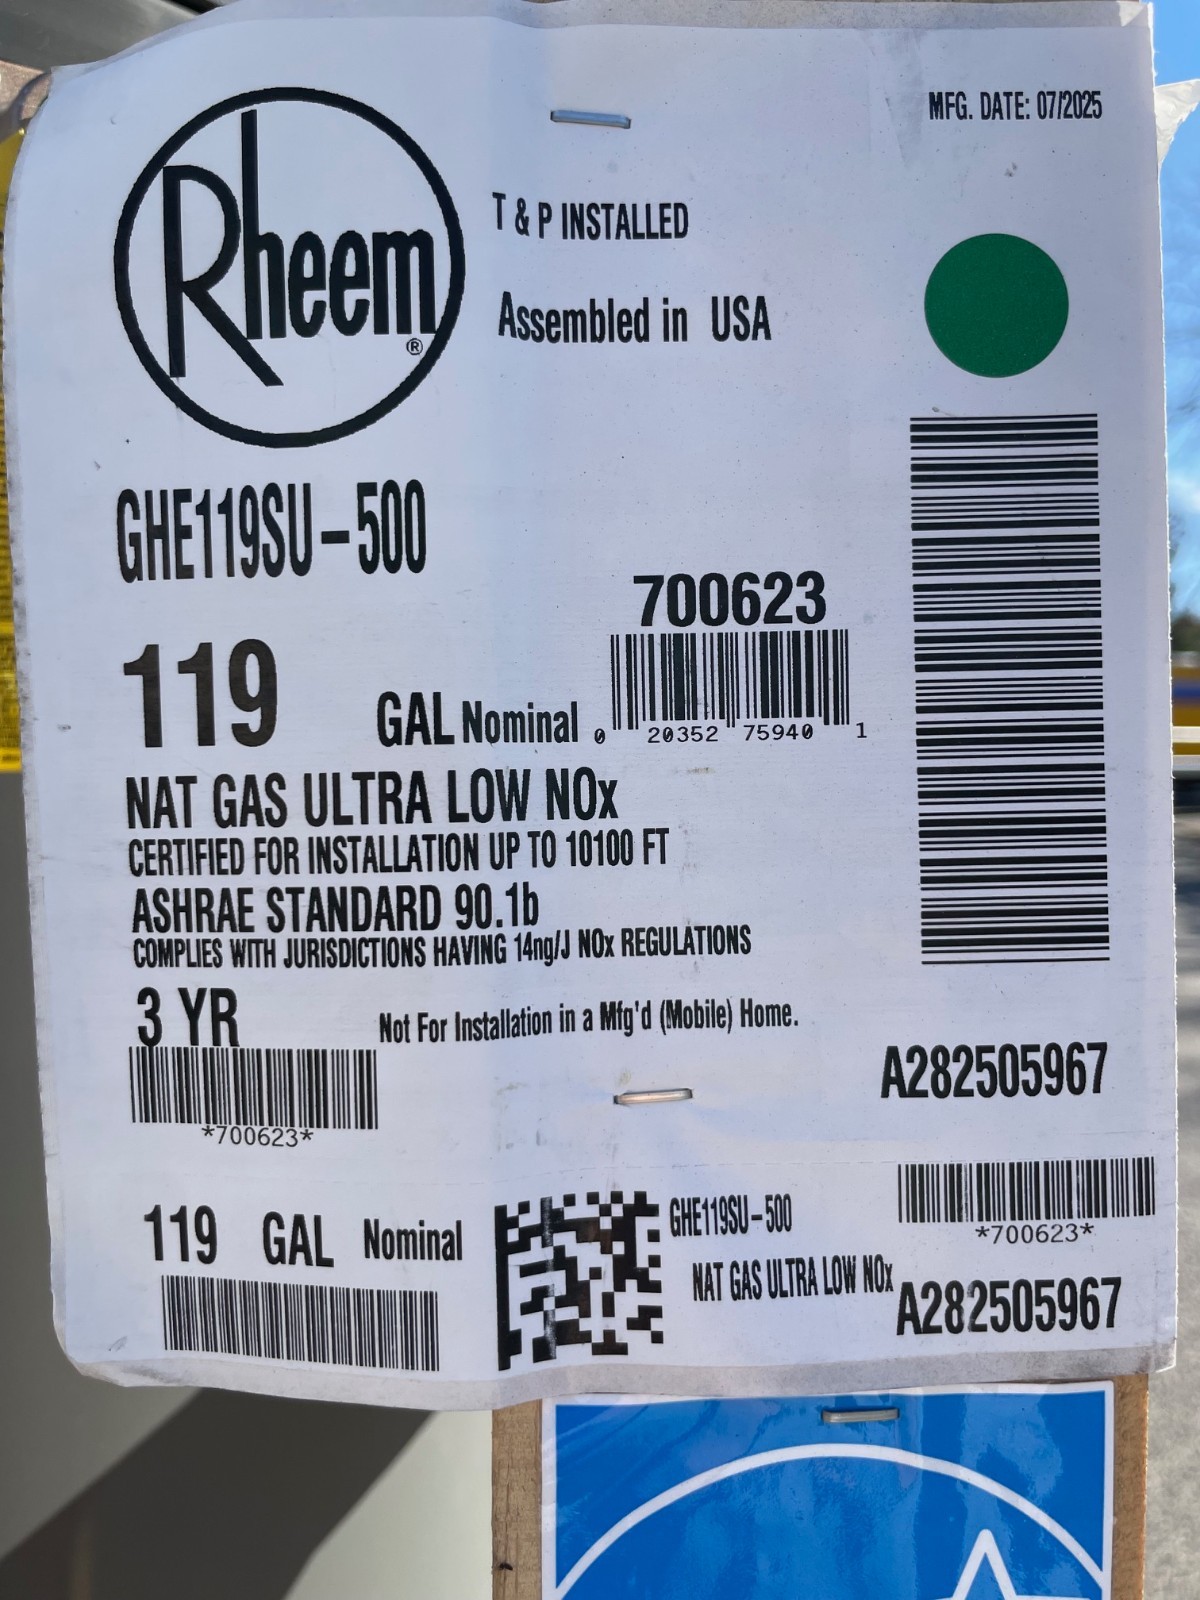 MFG. DATE: 07/2025
Rheem®
T & P INSTALLED
Assembled in USA
GHE119SU-500
700623
119 GAL Nominal
0 20352 75940 1
NAT GAS ULTRA LOW NOx
CERTIFIED FOR INSTALLATION UP TO 10100 FT
ASHRAE STANDARD 90.1b
COMPLIES WITH JURISDICTIONS HAVING 14ng/J NOx REGULATIONS
3 YR
Not For Installation in a Mfg'd (Mobile) Home.
*700623*
A282505967
119 GAL Nominal
GHE119SU-500
NAT GAS ULTRA LOW NOx
*700623*
A282505967